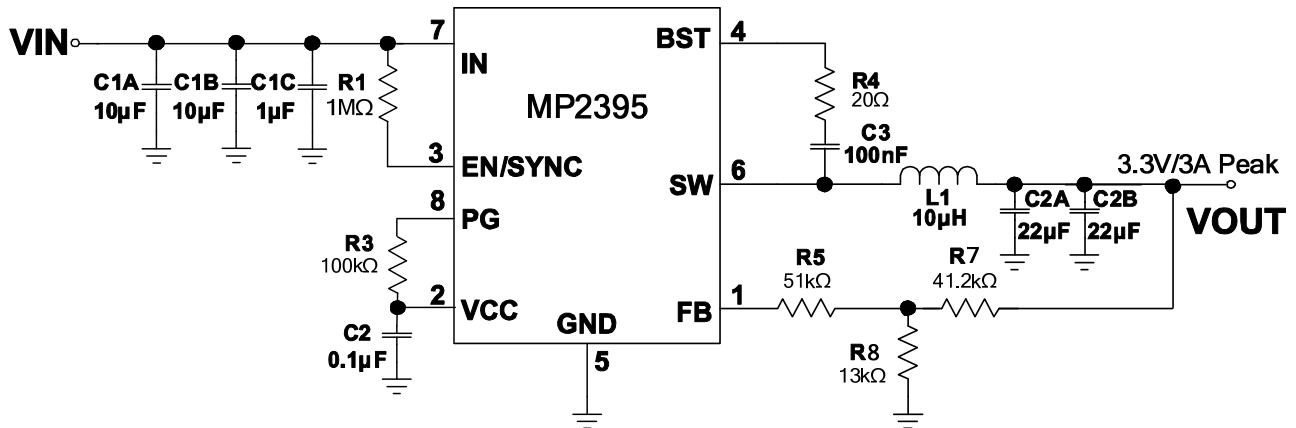 VIN
C1A
10µF
C1B
10µF
C1C
1µF
R1
1MΩ
7
IN
MP2395
BST
4
R4
20Ω
C3
100nF
3
EN/SYNC
SW
6
L1
10µH
3.3V/3A Peak
C2A
22µF
C2B
22µF
VOUT
8
PG
R3
100kΩ
2
VCC
C2
0.1µF
GND
5
FB
1
R5
51kΩ
R7
41.2kΩ
R8
13kΩ